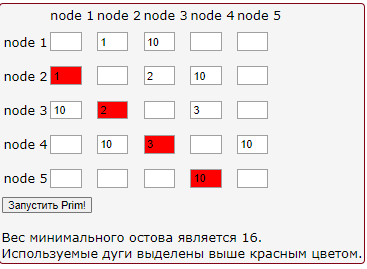 node 1 node 2 node 3 node 4 node 5
node 1 1 10
node 2 1 2 10
node 3 10 2 3
node 4 10 3 10
node 5 10
Запустить Prim!
Вес минимального остова является 16.
Используемые дуги выделены выше красным цветом.